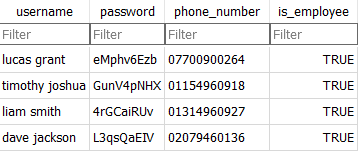 username password phone_number is_employee
Filter Filter Filter Filter
lucas grant eMphv6Ezb 07700900264 TRUE
timothy joshua GunV4pNHX 01154960918 TRUE
liam smith 4rGCaiRUv 01314960927 TRUE
dave jackson L3qsQaEIV 02079460136 TRUE